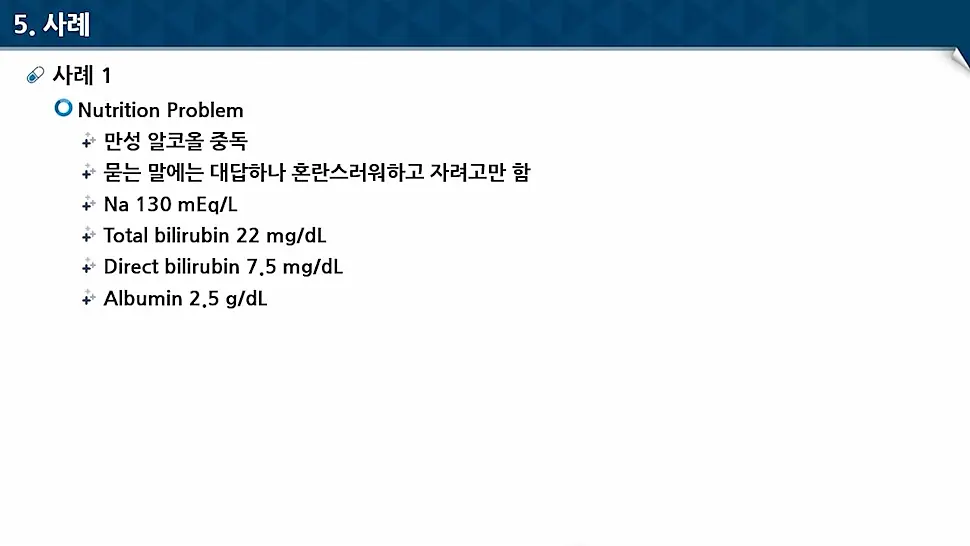 5. 사례
사례 1
Nutrition Problem
만성 알코올 중독
묻는 말에는 대답하나 혼란스러워하고 자려고만 함
Na 130 mEq/L
Total bilirubin 22 mg/dL
Direct bilirubin 7.5 mg/dL
Albumin 2.5 g/dL